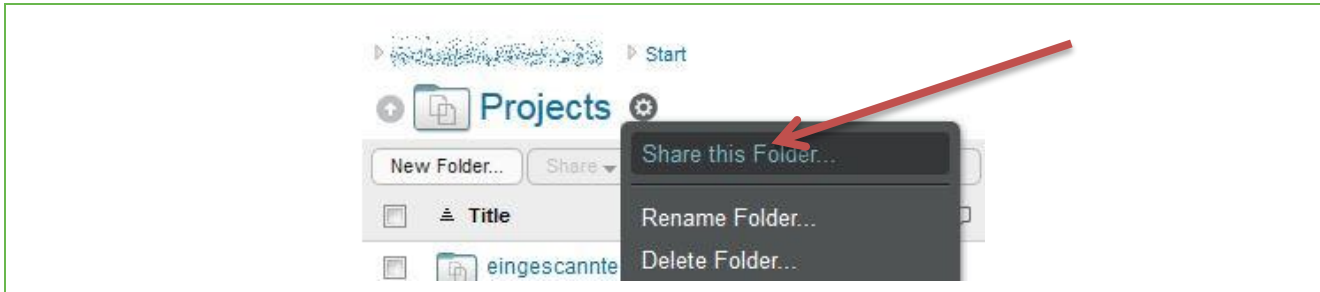 Start
Projects
Share this Folder...
New Folder... Share
Title
Rename Folder...
eingescannte
Delete Folder...